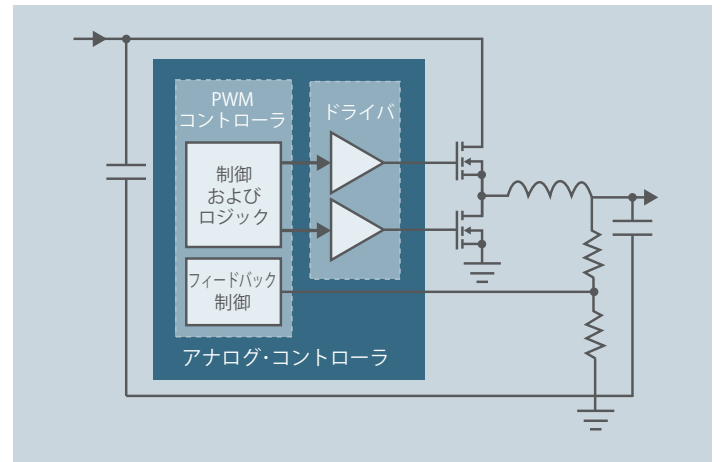 PWM
コントローラ
ドライバ
制御
および
ロジック
フィードバック
制御
アナログ・コントローラ